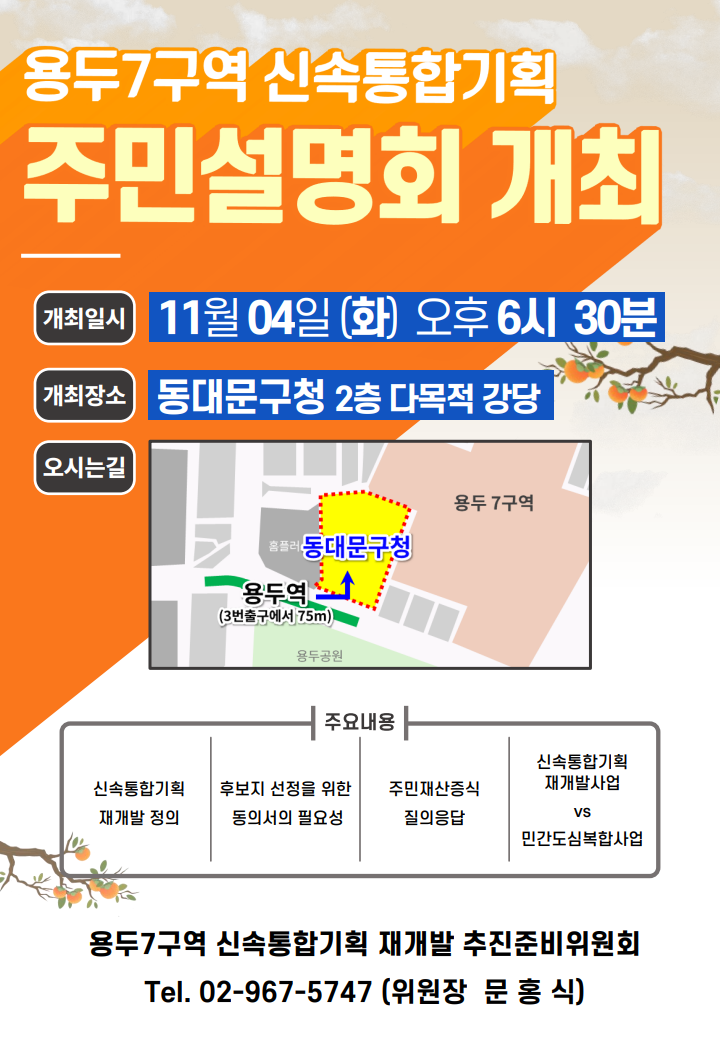 용두7구역 신속통합기획
주민설명회 개최
개최일시
11월 04일 (화) 오후 6시 30분
개최장소
동대문구청 2층 다목적 강당
오시는길
용두 7구역
홈플러
동대문구청
용두역
(3번출구에서 75m)
용두공원
주요내용
신속통합기획
재개발 정의
후보지 선정을 위한
동의서의 필요성
주민재산증식
질의응답
신속통합기획
재개발사업
vs
민간도심복합사업
용두7구역 신속통합기획 재개발 추진준비위원회
Tel. 02-967-5747 (위원장 문 홍 식)